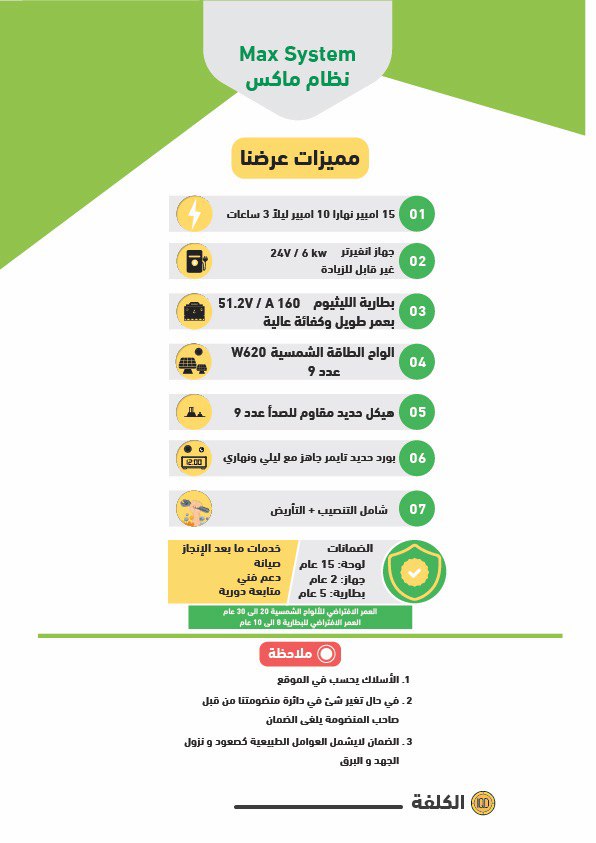 Max System
نظام ماكس
مميزات عرضنا
01
15 امبير نهارا 10 امبير ليلاً 3 ساعات
02
جهاز انفيرتر 24V / 6 kw
غير قابل للزيادة
03
بطارية الليثيوم 51.2V / A 160
بعمر طويل وكفائة عالية
04
الواح الطاقة الشمسية W620
عدد 9
05
هيكل حديد مقاوم للصدأ عدد 9
06
بورد حديد تايمر جاهز مع ليلي ونهاري
12:00
07
شامل التنصيب + التأريض
الضمانات
لوحة: 15 عام
جهاز: 2 عام
بطارية: 5 عام
خدمات ما بعد الإنجاز
صيانة
دعم فني
متابعة دورية
العمر الافتراضي للألواح الشمسية 20 الى 30 عام
العمر الافتراضي للبطارية 8 الى 10 عام
ملاحظة
1. الأسلاك يحسب في الموقع
2. في حال تغير شئ في دائرة منضومتنا من قبل
صاحب المنضومة يلغى الضمان
3. الضمان لايشمل العوامل الطبيعية كصعود و نزول
الجهد و البرق
IQD
الكلفة